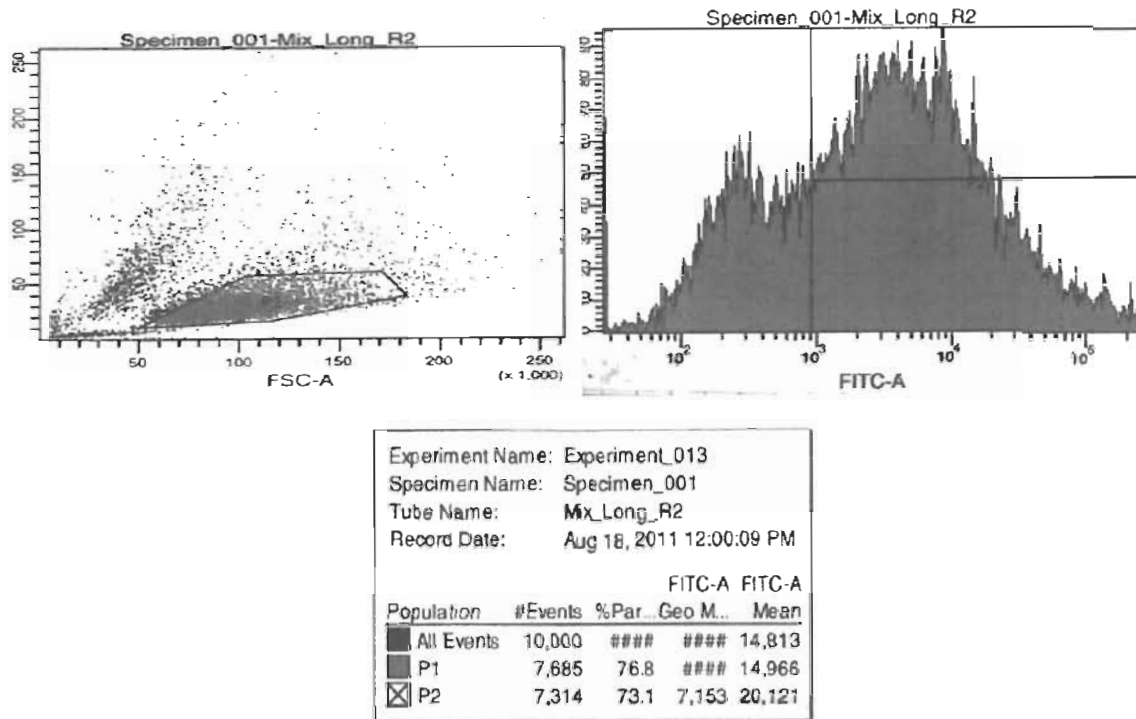 Specimen_001-Mix_Long_R2
250
200
150
100
50
50 100 150 200 250
FSC-A
(x 1,000)
Specimen_001-Mix_Long_R2
10² 10³ 10⁴ 10⁵
FITC-A
Experiment Name: Experiment_013
Specimen Name: Specimen_001
Tube Name: Mix_Long_R2
Record Date: Aug 18, 2011 12:00:09 PM
FITC-A FITC-A
Population #Events %Par... Geo M... Mean
All Events 10,000 #### #### 14,813
P1 7,685 76.8 #### 14,966
P2 7,314 73.1 7,153 20,121